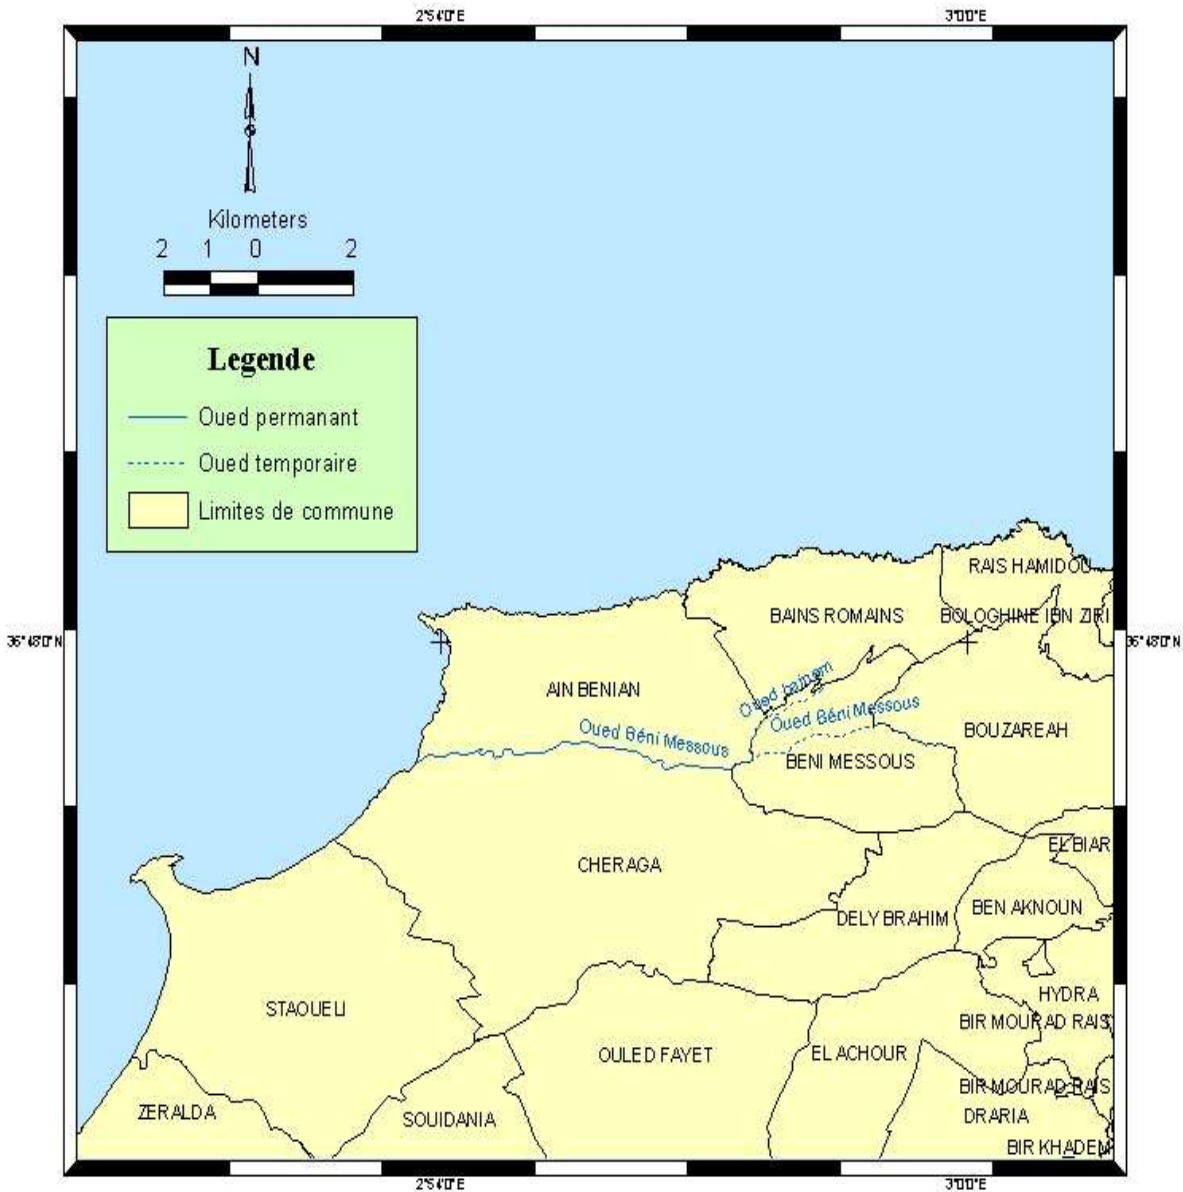 2°54'0"E 3°0'0"E
N
Kilometers
2 1 0 2
Legende
Oued permanant
Oued temporaire
Limites de commune
RAIS HAMIDOU
BAINS ROMAINS BOLOGHINE IBN ZIRI
36°48'0"N 36°48'0"N
AIN BENIAN
Oued bainem
Oued Béni Messous
Oued Béni Messous
BOUZAREAH
BENI MESSOUS
EL BIAR
CHERAGA
BEN AKNOUN
DELY BRAHIM
HYDRA
STAOUELI
BIR MOURAD RAIS
OULED FAYET
EL ACHOUR
BIR MOURAD RAIS
ZERALDA
SOUIDANIA
DRARIA
BIR KHADEM
2°54'0"E 3°0'0"E